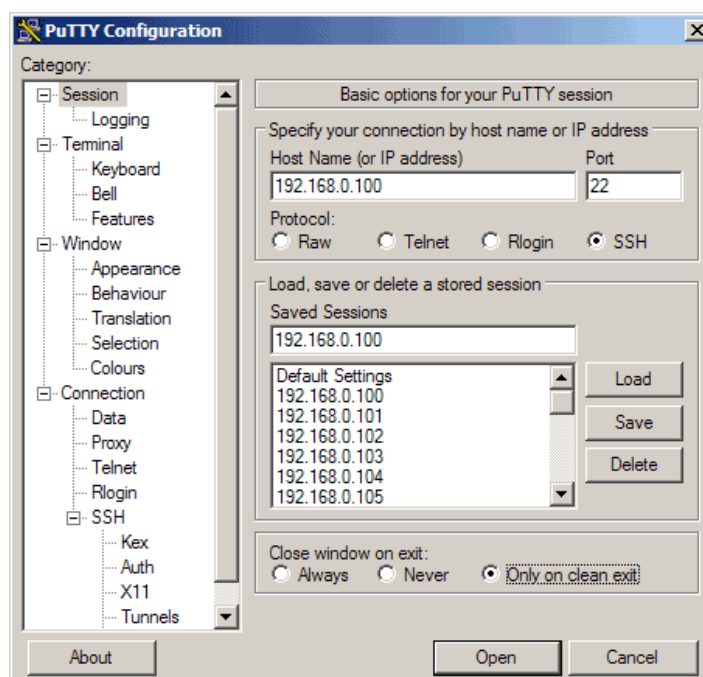 PuTTY Configuration
Category:
Session
Logging
Terminal
Keyboard
Bell
Features
Window
Appearance
Behaviour
Translation
Selection
Colours
Connection
Data
Proxy
Telnet
Rlogin
SSH
Kex
Auth
X11
Tunnels
Basic options for your PuTTY session
Specify your connection by host name or IP address
Host Name (or IP address) Port
192.168.0.100 22
Protocol:
Raw Telnet Rlogin SSH
Load, save or delete a stored session
Saved Sessions
192.168.0.100
Default Settings
192.168.0.100
192.168.0.101
192.168.0.102
192.168.0.103
192.168.0.104
192.168.0.105
Load
Save
Delete
Close window on exit:
Always Never Only on clean exit
About Open Cancel